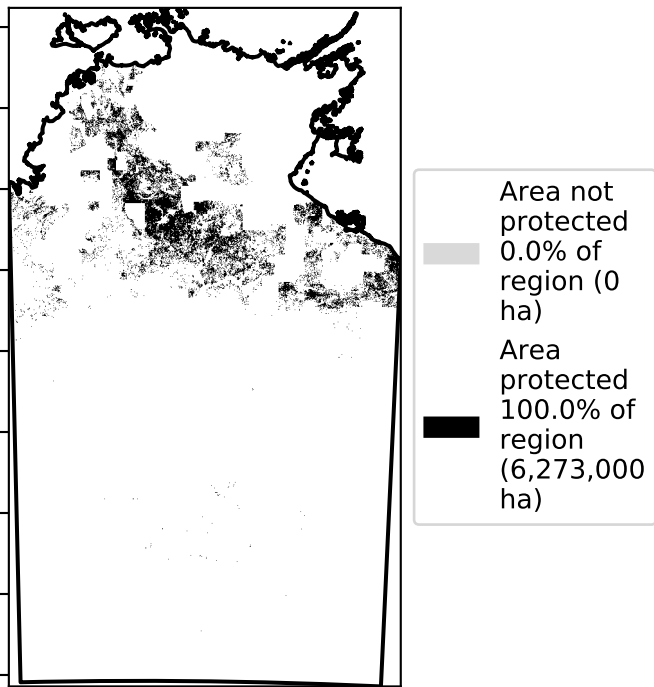 Area not
protected
0.0% of
region (0
ha)
Area
protected
100.0% of
region
(6,273,000
ha)